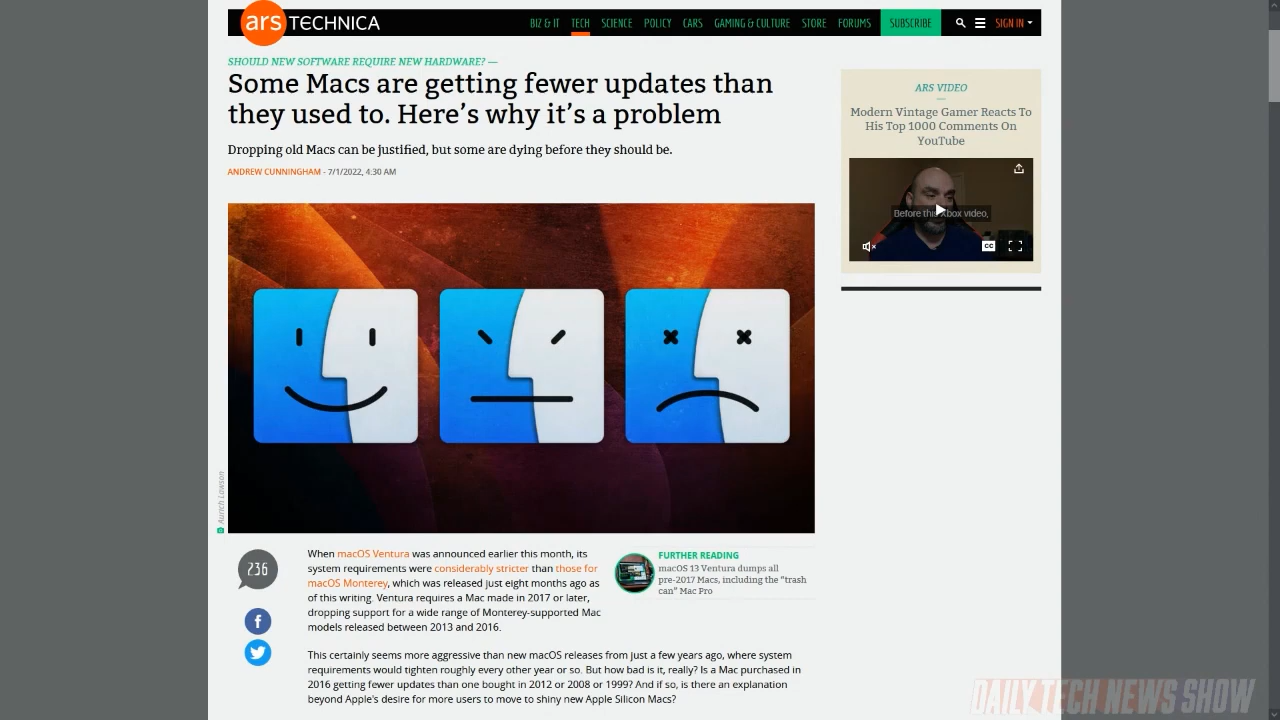 ars TECHNICA
BIZ & IT TECH SCIENCE POLICY CARS GAMING & CULTURE STORE FORUMS SUBSCRIBE SIGN IN
SHOULD NEW SOFTWARE REQUIRE NEW HARDWARE? —
Some Macs are getting fewer updates than
they used to. Here's why it's a problem
Dropping old Macs can be justified, but some are dying before they should be.
ANDREW CUNNINGHAM - 7/1/2022, 4:30 AM
ARS VIDEO
Modern Vintage Gamer Reacts To
His Top 1000 Comments On
YouTube
Before this Xbox video,
CC
Aurich Lawson
236
When macOS Ventura was announced earlier this month, its
system requirements were considerably stricter than those for
macOS Monterey, which was released just eight months ago as
of this writing. Ventura requires a Mac made in 2017 or later,
dropping support for a wide range of Monterey-supported Mac
models released between 2013 and 2016.
FURTHER READING
macOS 13 Ventura dumps all
pre-2017 Macs, including the "trash
can" Mac Pro
This certainly seems more aggressive than new macOS releases from just a few years ago, where system
requirements would tighten roughly every other year or so. But how bad is it, really? Is a Mac purchased in
2016 getting fewer updates than one bought in 2012 or 2008 or 1999? And if so, is there an explanation
beyond Apple's desire for more users to move to shiny new Apple Silicon Macs?
DAILY TECH NEWS SHOW